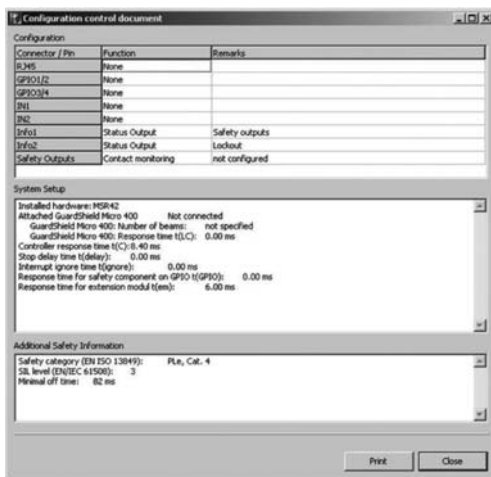 Configuration control document
Configuration
Connector / Pin Function Remarks
RJ45 None
GPIO1/2 None
GPIO3/4 None
IN1 None
IN2 None
Info1 Status Output Safety outputs
Info2 Status Output Lockout
Safety Outputs Contact monitoring not configured
System Setup
Installed hardware: MSR42
Attached GuardShield Micro 400 Not connected
GuardShield Micro 400: Number of beams: not specified
GuardShield Micro 400: Response time t(LC): 0.00 ms
Controller response time t(C): 8.40 ms
Stop delay time t(delay): 0.00 ms
Interrupt ignore time t(ignore): 0.00 ms
Response time for safety component on GPIO t(GPIO): 0.00 ms
Response time for extension modul t(em): 6.00 ms
Additional Safety Information
Safety category (EN ISO 13849): PLe, Cat. 4
SIL level (EN/IEC 61508): 3
Minimal off time: 82 ms
Print Close